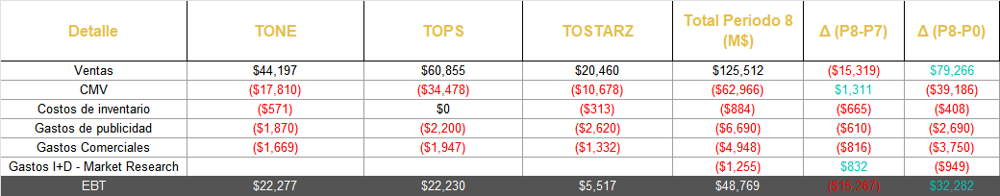 Detalle TONE TOPS TOSTARZ Total Período 8 (M$) Δ (P8-P7) Δ (P8-P0)
Ventas $44,197 $60,855 $20,460 $125,512 ($15,319) $79,266
CMV ($17,810) ($34,478) ($10,678) ($62,966) $1,311 ($39,186)
Costos de inventario ($571) $0 ($313) ($884) ($665) ($408)
Gastos de publicidad ($1,870) ($2,200) ($2,620) ($6,690) ($610) ($2,690)
Gastos Comerciales ($1,669) ($1,947) ($1,332) ($4,948) ($816) ($3,750)
Gastos I+D - Market Research ($1,255) $832 ($949)
EBT $22,277 $22,230 $5,517 $48,769 ($15,267) $32,282